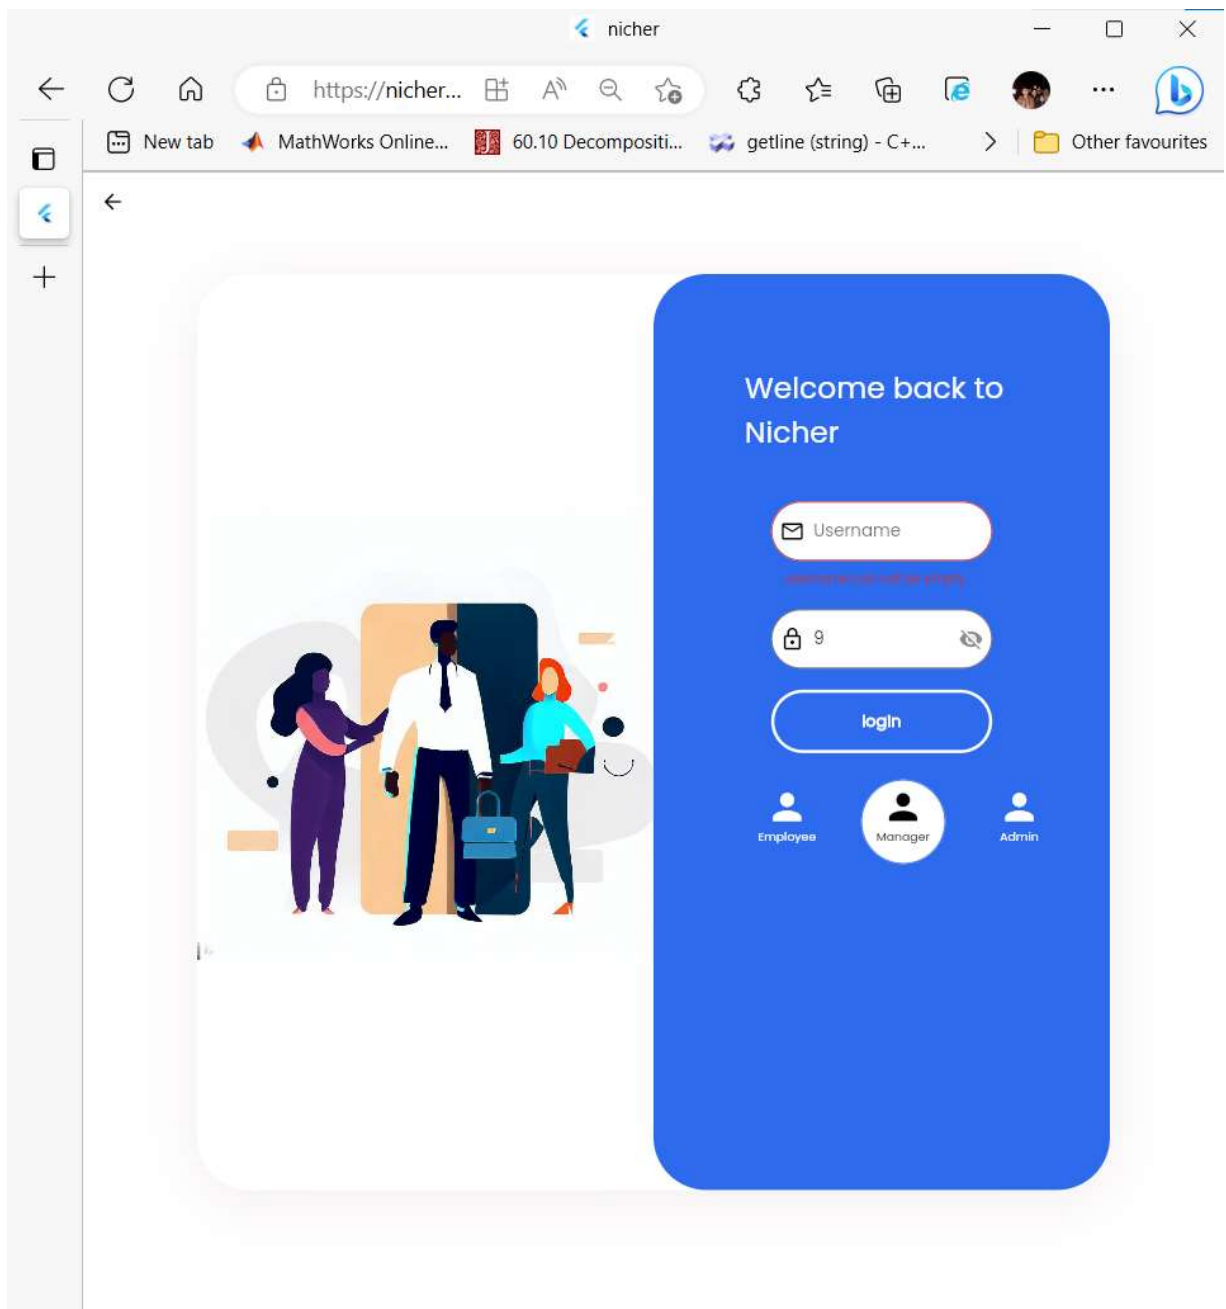 nicher
https://nicher...
New tab
MathWorks Online...
60.10 Decompositi...
getline (string) - C+...
Other favourites
Welcome back to
Nicher
Username
9
login
Employee
Manager
Admin